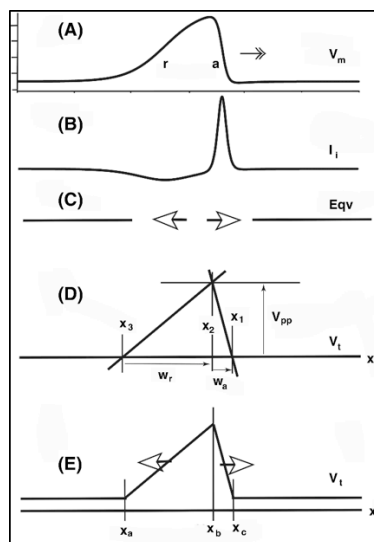 (A)
r
a
V m
(B)
I i
(C)
Eqv
(D)
x 3
x 2
x 1
V pp
V t
x
w r
w a
(E)
V t
x
x a
x b
x c